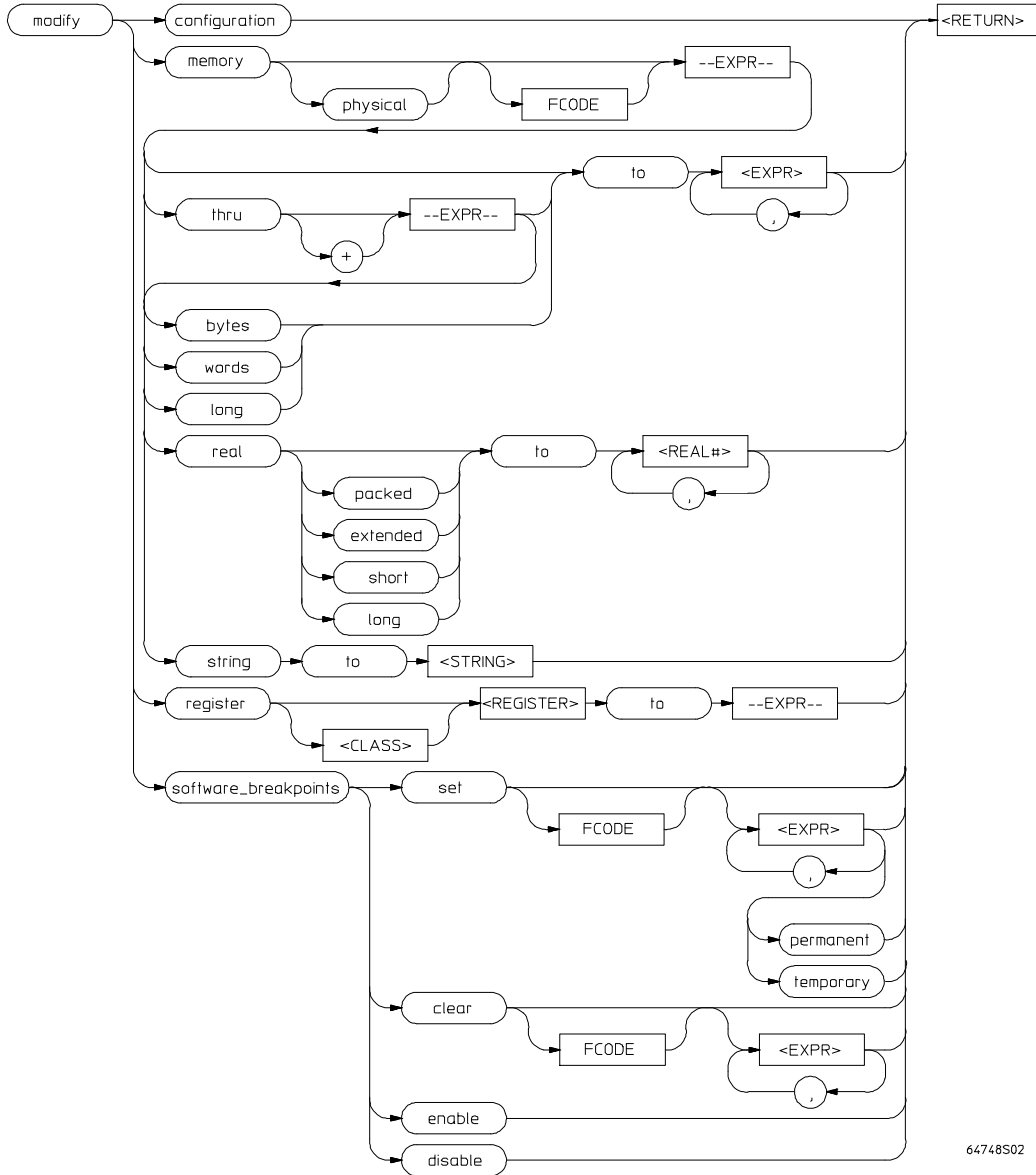 modify configuration <RETURN>
memory --EXPR--
physical FCODE
to <EXPR>
thru --EXPR-- ,
+
bytes
words
long
real to <REAL#>
packed ,
extended
short
long
string to <STRING>
register <REGISTER> to --EXPR--
<CLASS>
software_breakpoints set
FCODE <EXPR>
,
permanent
temporary
clear
FCODE <EXPR>
,
enable
disable
64748S02